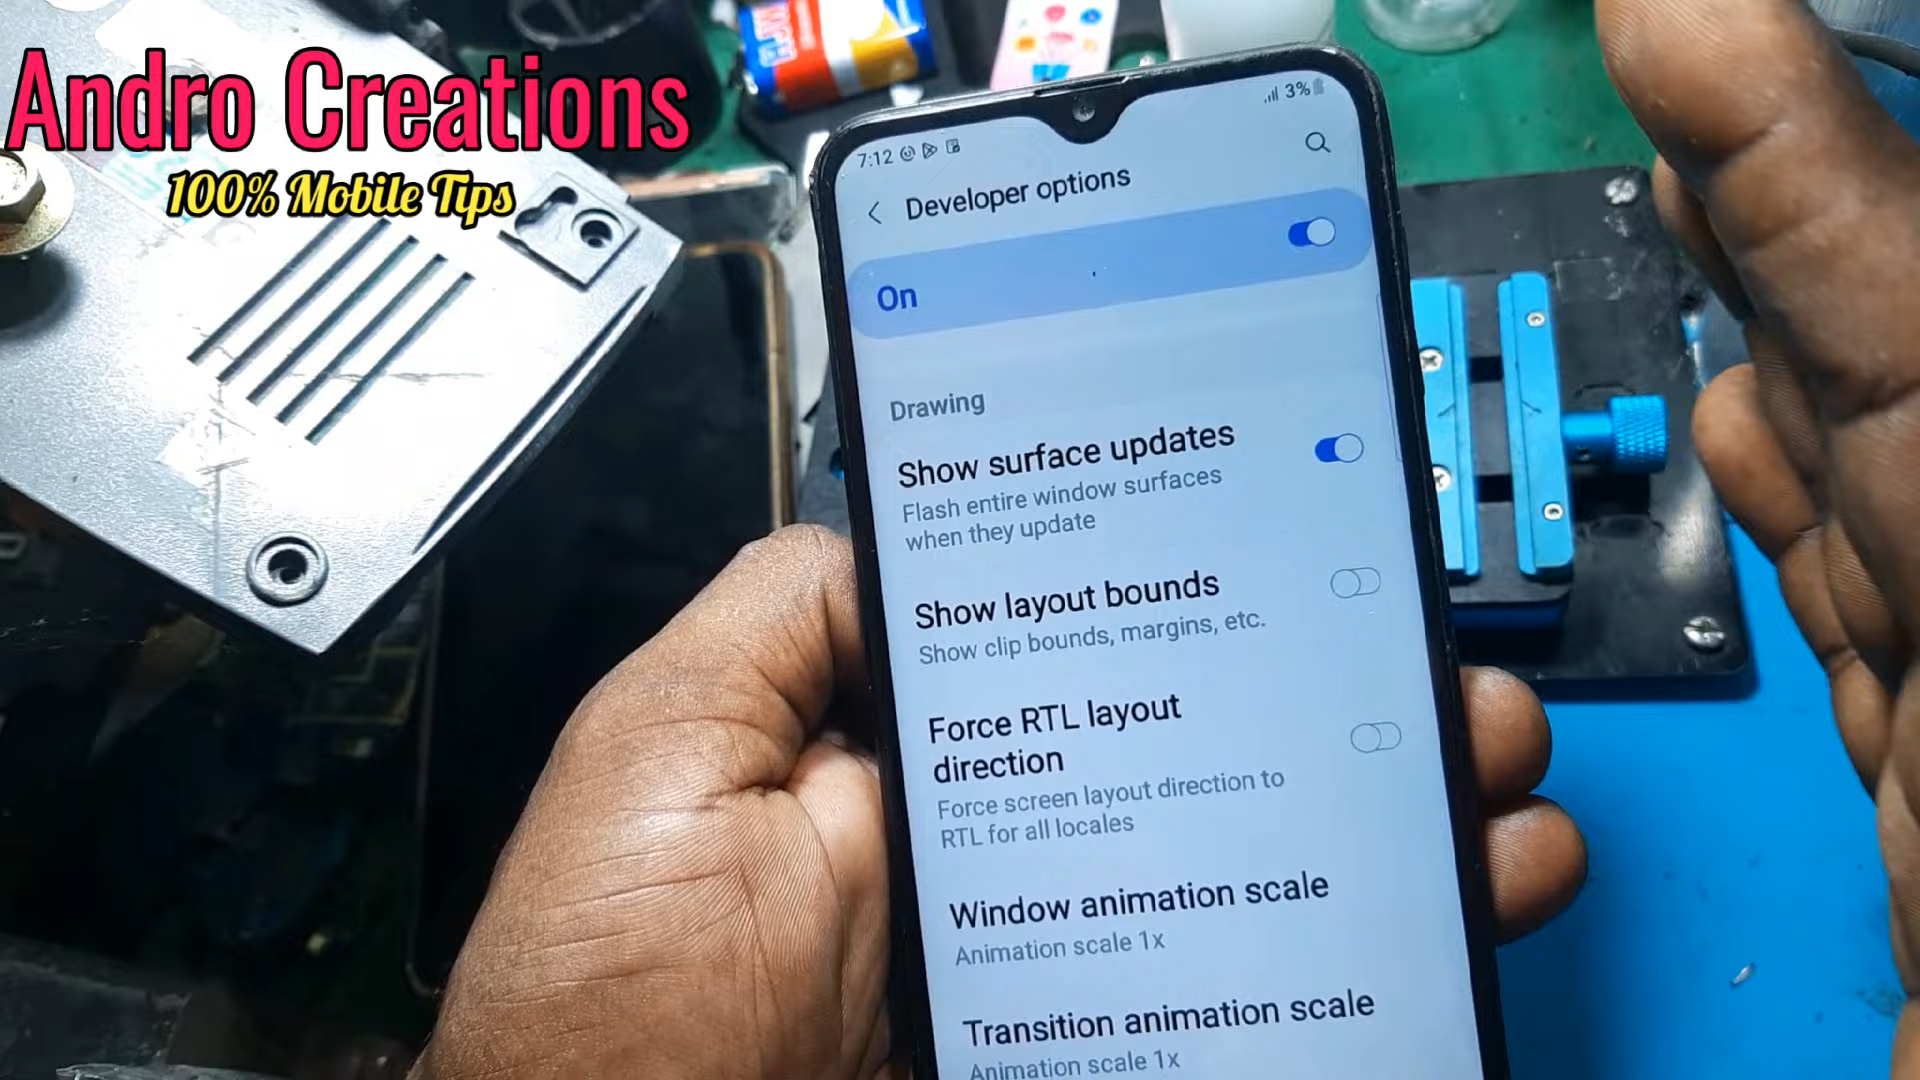 Andro Creations
100% Mobile Tips
7:12
3%
Developer options
On
Drawing
Show surface updates
Flash entire window surfaces
when they update
Show layout bounds
Show clip bounds, margins, etc.
Force RTL layout
direction
Force screen layout direction to
RTL for all locales
Window animation scale
Animation scale 1x
Transition animation scale
Animation scale 1x